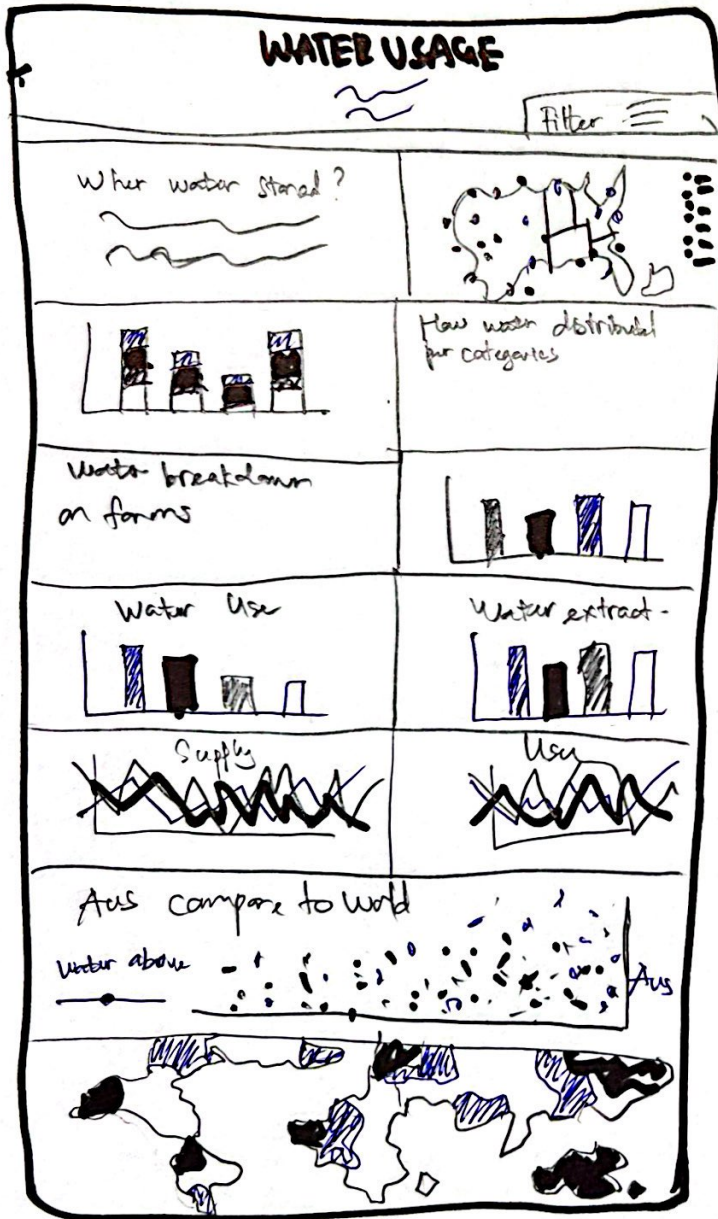 WATER USAGE
Filter
Wher water stored?
How water distributed
per categories
Water breakdown
on farms
Water Use
Water extract-
Supply
Use
Aus compare to World
water above
Aus